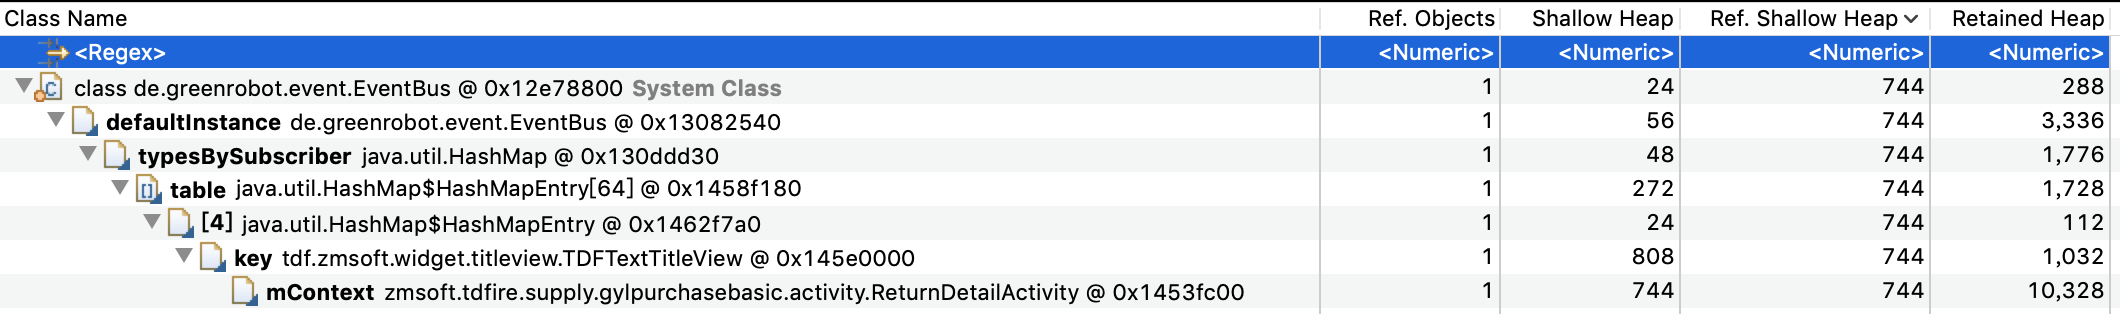 Class Name Ref. Objects Shallow Heap Ref. Shallow Heap Retained Heap
<Regex> <Numeric> <Numeric> <Numeric> <Numeric>
class de.greenrobot.event.EventBus @ 0x12e78800 System Class 1 24 744 288
defaultInstance de.greenrobot.event.EventBus @ 0x13082540 1 56 744 3,336
typesBySubscriber java.util.HashMap @ 0x130ddd30 1 48 744 1,776
table java.util.HashMap$HashMapEntry[64] @ 0x1458f180 1 272 744 1,728
[4] java.util.HashMap$HashMapEntry @ 0x1462f7a0 1 24 744 112
key tdf.zmsoft.widget.titleview.TDFTextTitleView @ 0x145e0000 1 808 744 1,032
mContext zmsoft.tdfire.supply.gylpurchasebasic.activity.ReturnDetailActivity @ 0x1453fc00 1 744 744 10,328